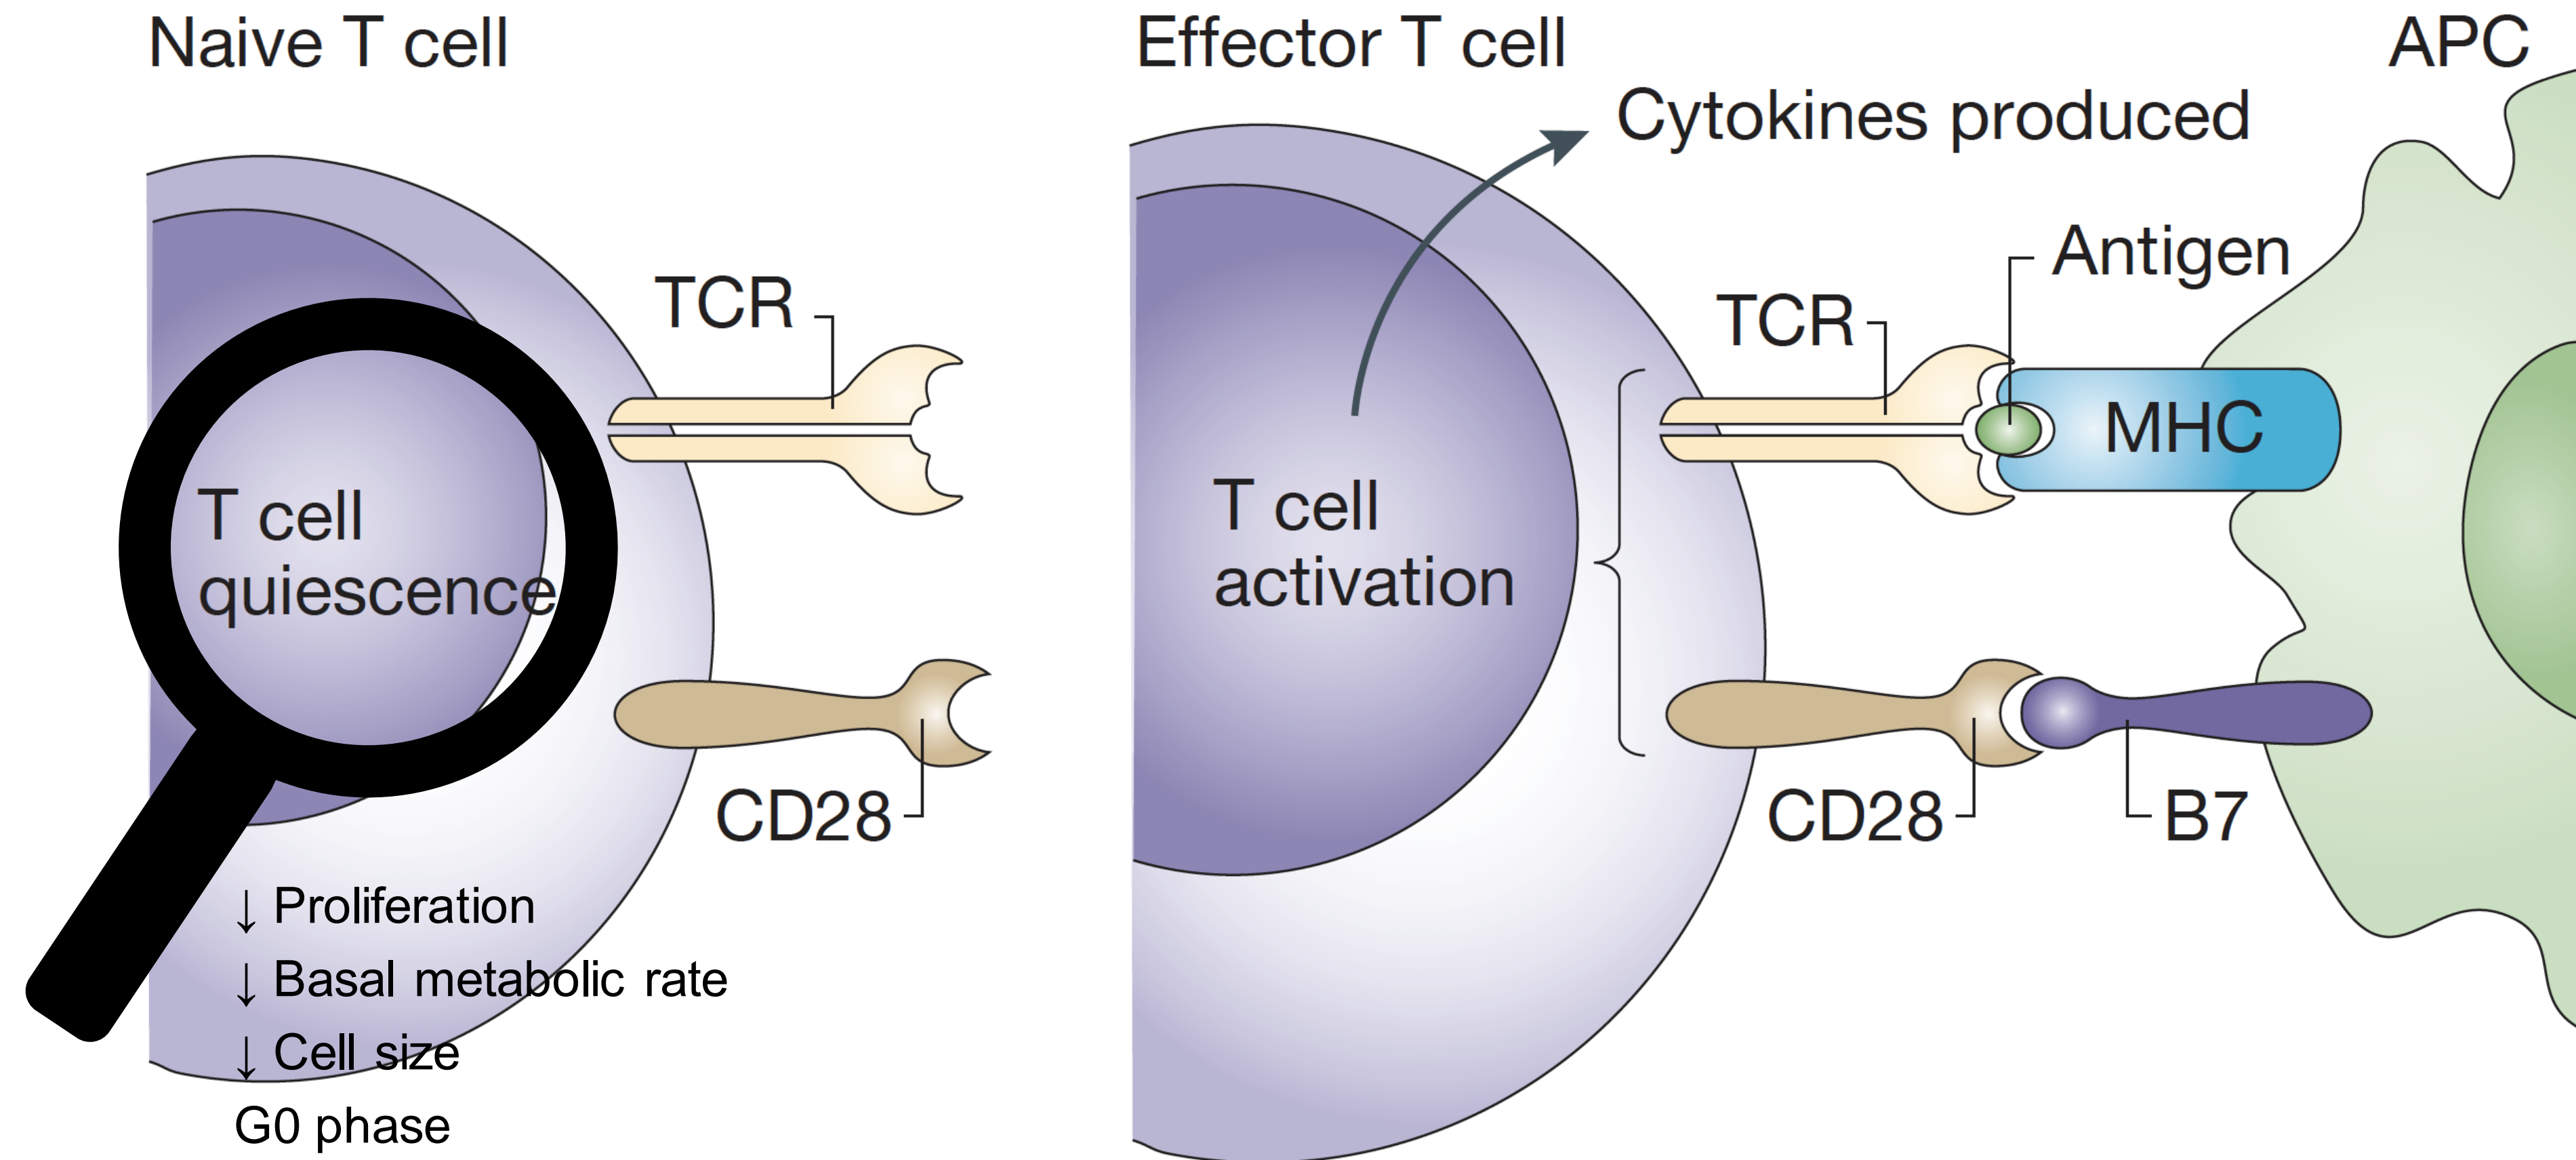 Naive T cell
TCR
T cell
quiescence
CD28
↓ Proliferation
↓ Basal metabolic rate
↓ Cell size
G0 phase
Effector T cell
APC
Cytokines produced
Antigen
TCR
MHC
T cell
activation
CD28
B7